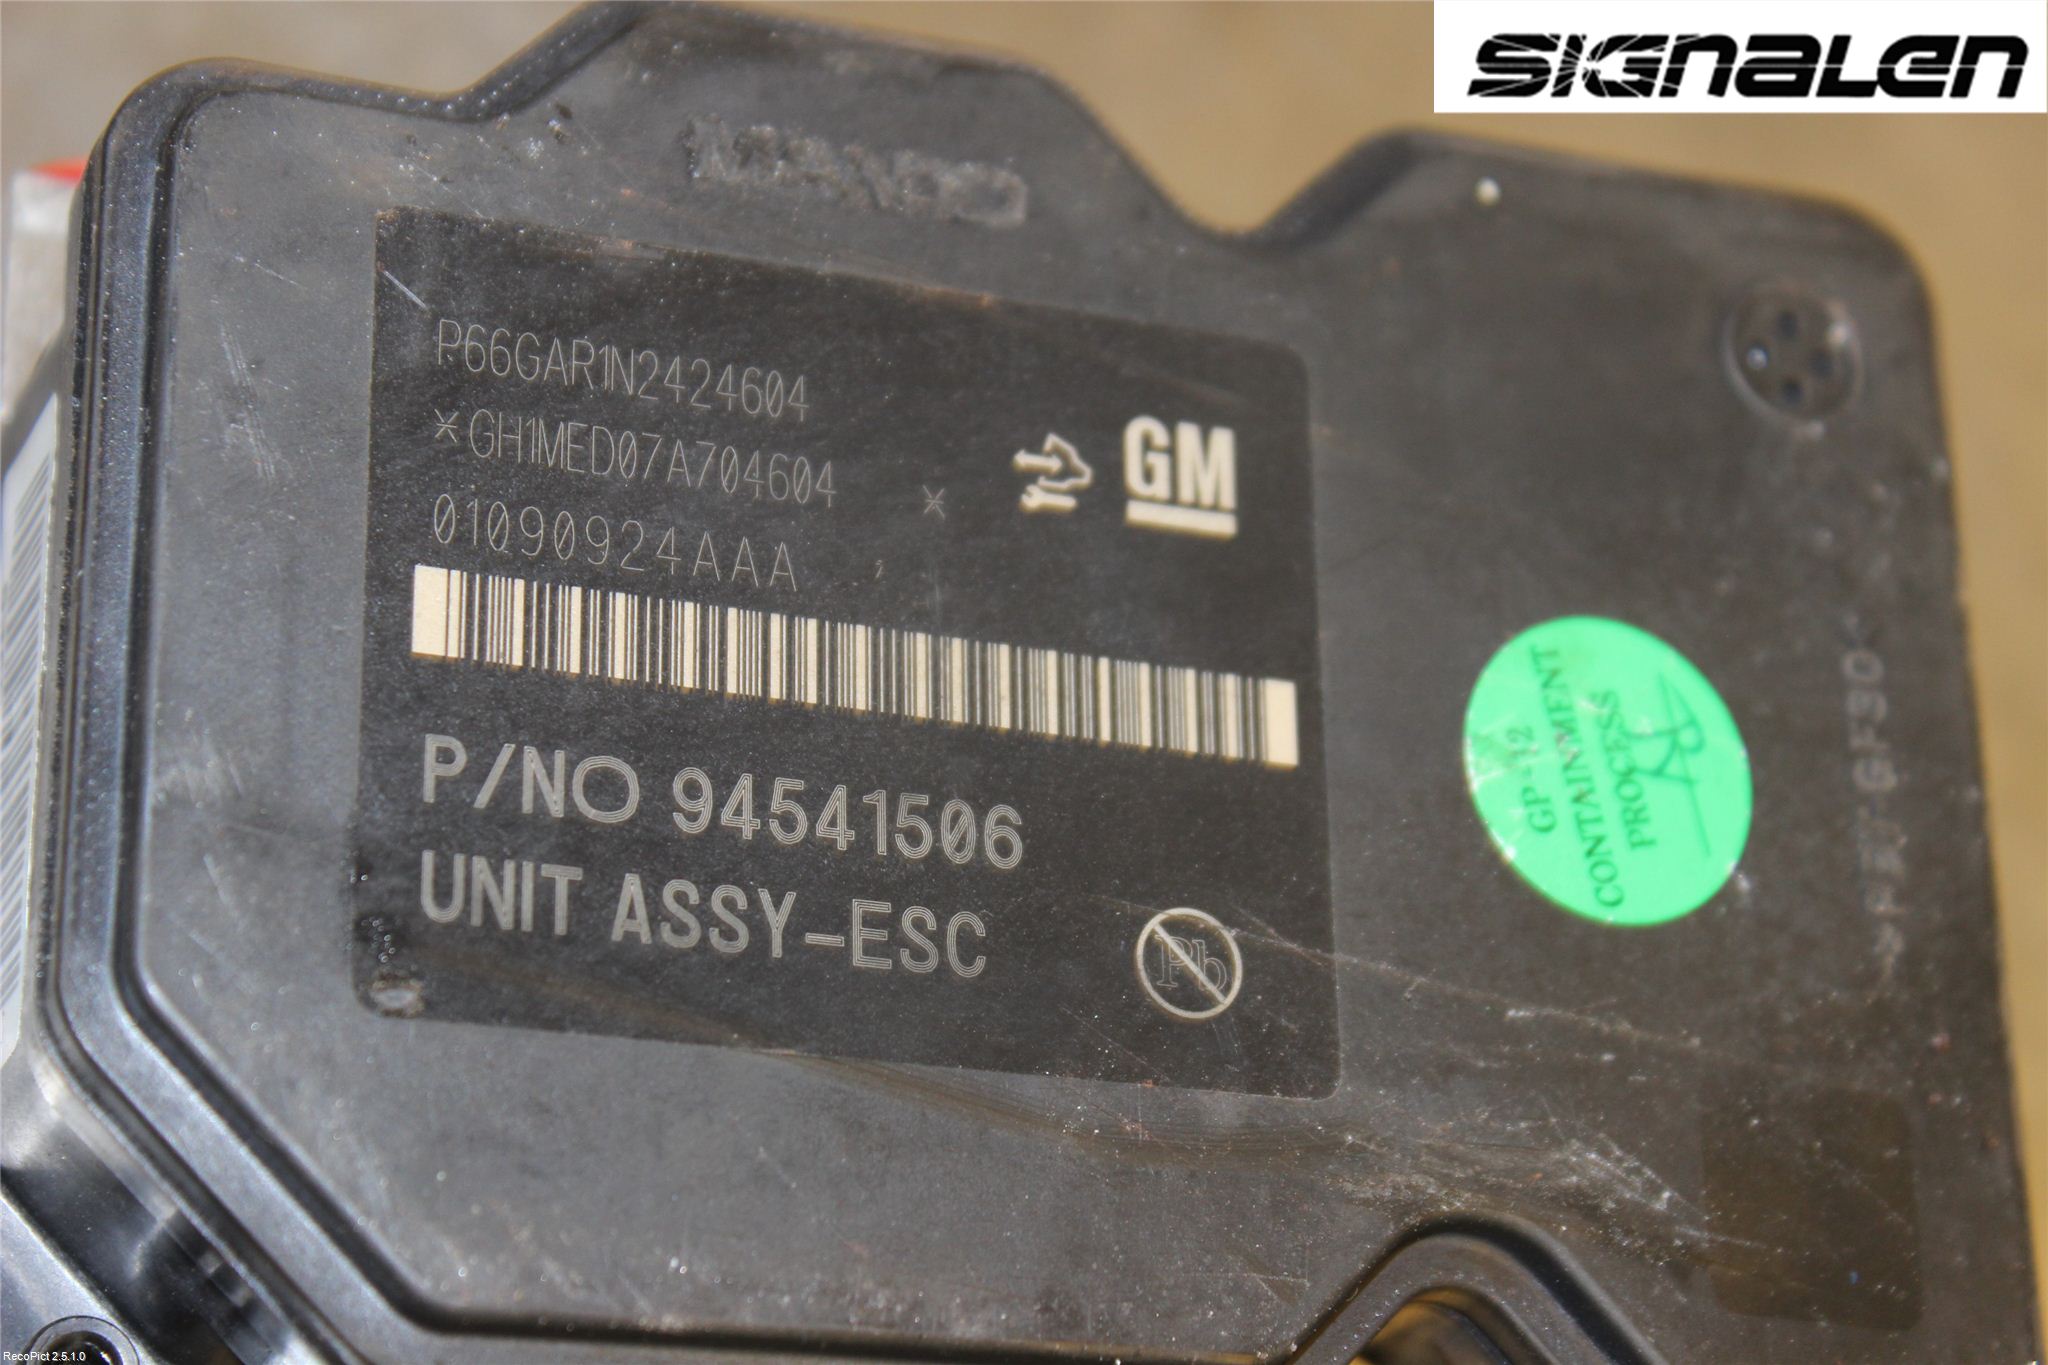 SIGNALEN
P66GAR1N2424604
*GH1MED07A704604 *
01090924AAA
GM
P/NO 94541506
UNIT ASSY-ESC
Pb
GP-12
CONTAINMENT
PROCESS
RecoPict 2.5.1.0